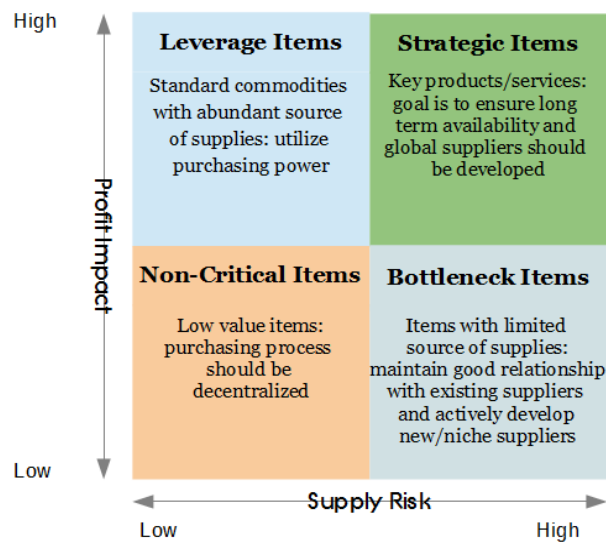 High
Leverage Items
Standard commodities
with abundant source
of supplies: utilize
purchasing power
Strategic Items
Key products/services:
goal is to ensure long
term availability and
global suppliers should
be developed
Profit Impact
Non-Critical Items
Low value items:
purchasing process
should be
decentralized
Bottleneck Items
Items with limited
source of supplies:
maintain good relationship
with existing suppliers
and actively develop
new/niche suppliers
Low
Supply Risk
Low
High